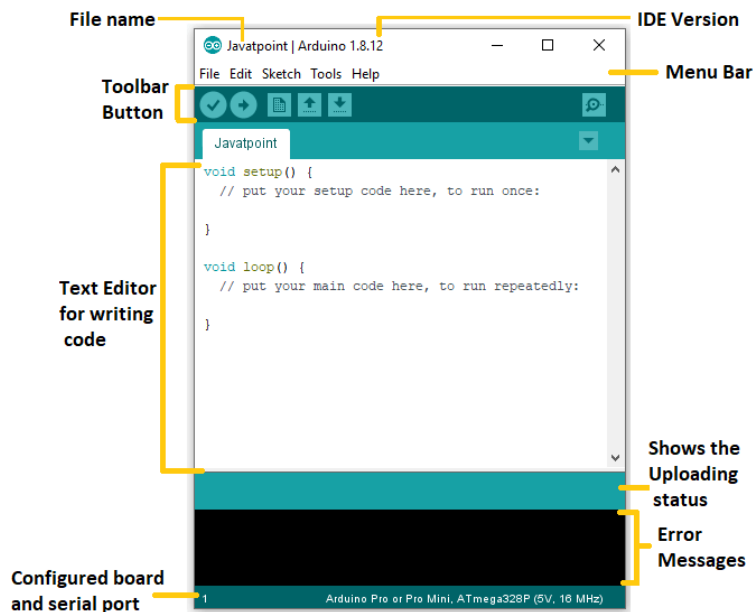 File name
IDE Version
Javatpoint | Arduino 1.8.12
File Edit Sketch Tools Help
Menu Bar
Toolbar
Button
Javatpoint
void setup() {
// put your setup code here, to run once:
}
void loop() {
// put your main code here, to run repeatedly:
}
Text Editor
for writing
code
Shows the
Uploading
status
Error
Messages
Configured board
and serial port
1
Arduino Pro or Pro Mini, ATmega328P (5V, 16 MHz)